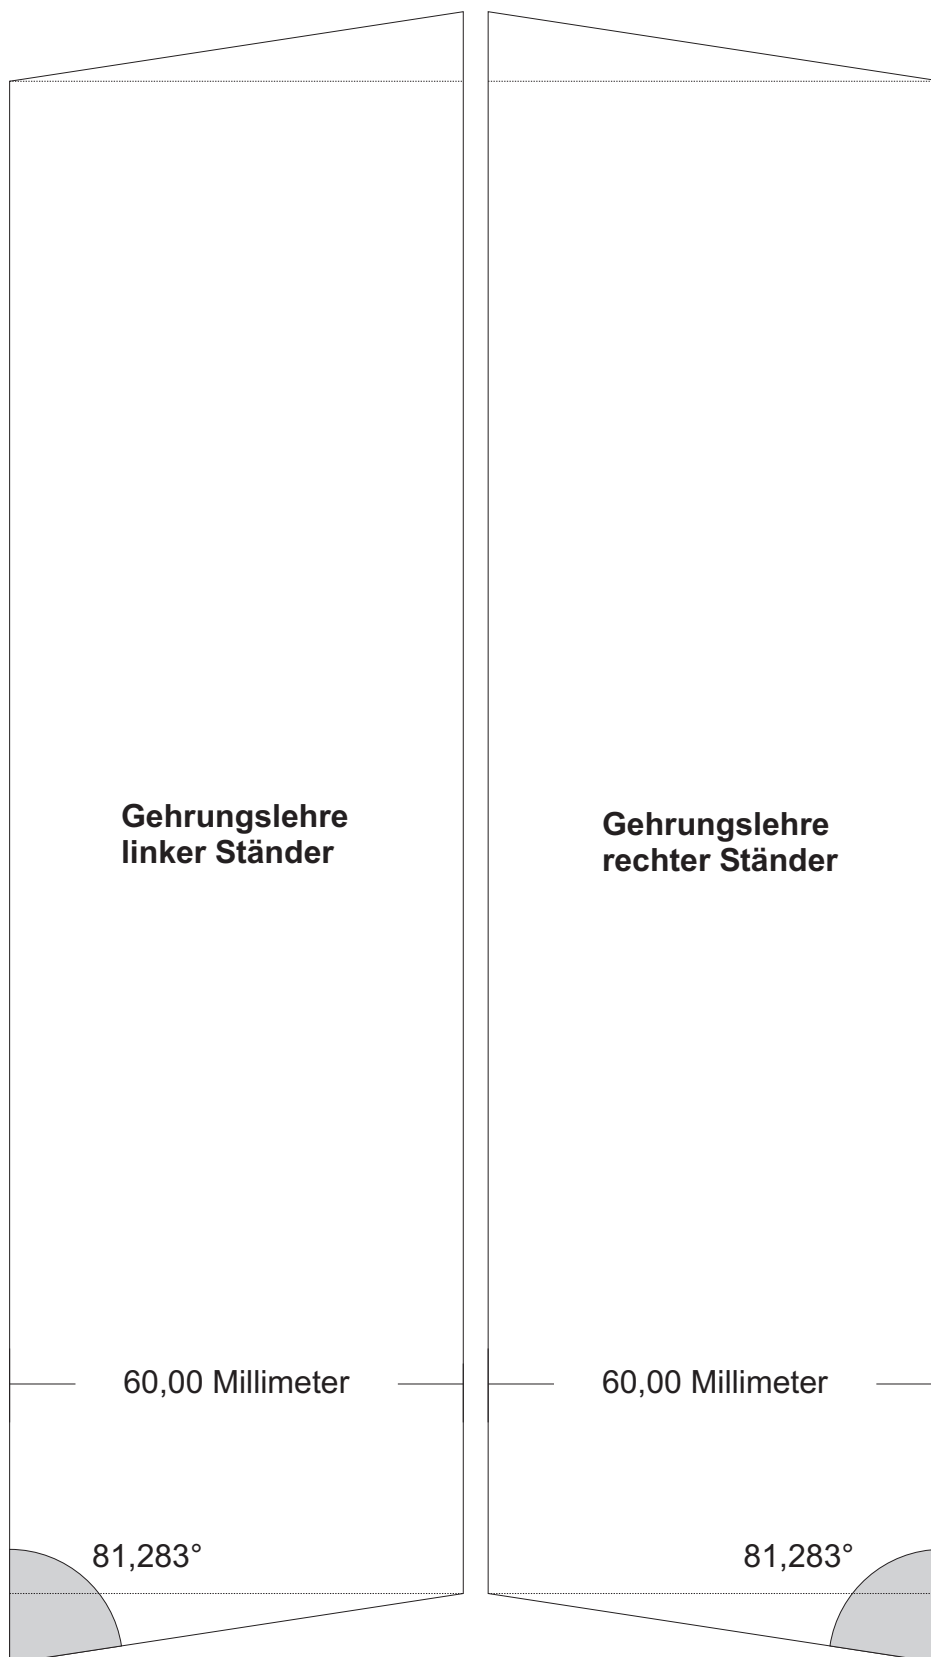 Gehrungslehre
linker Ständer
Gehrungslehre
rechter Ständer
60,00 Millimeter
60,00 Millimeter
81,283°
81,283°